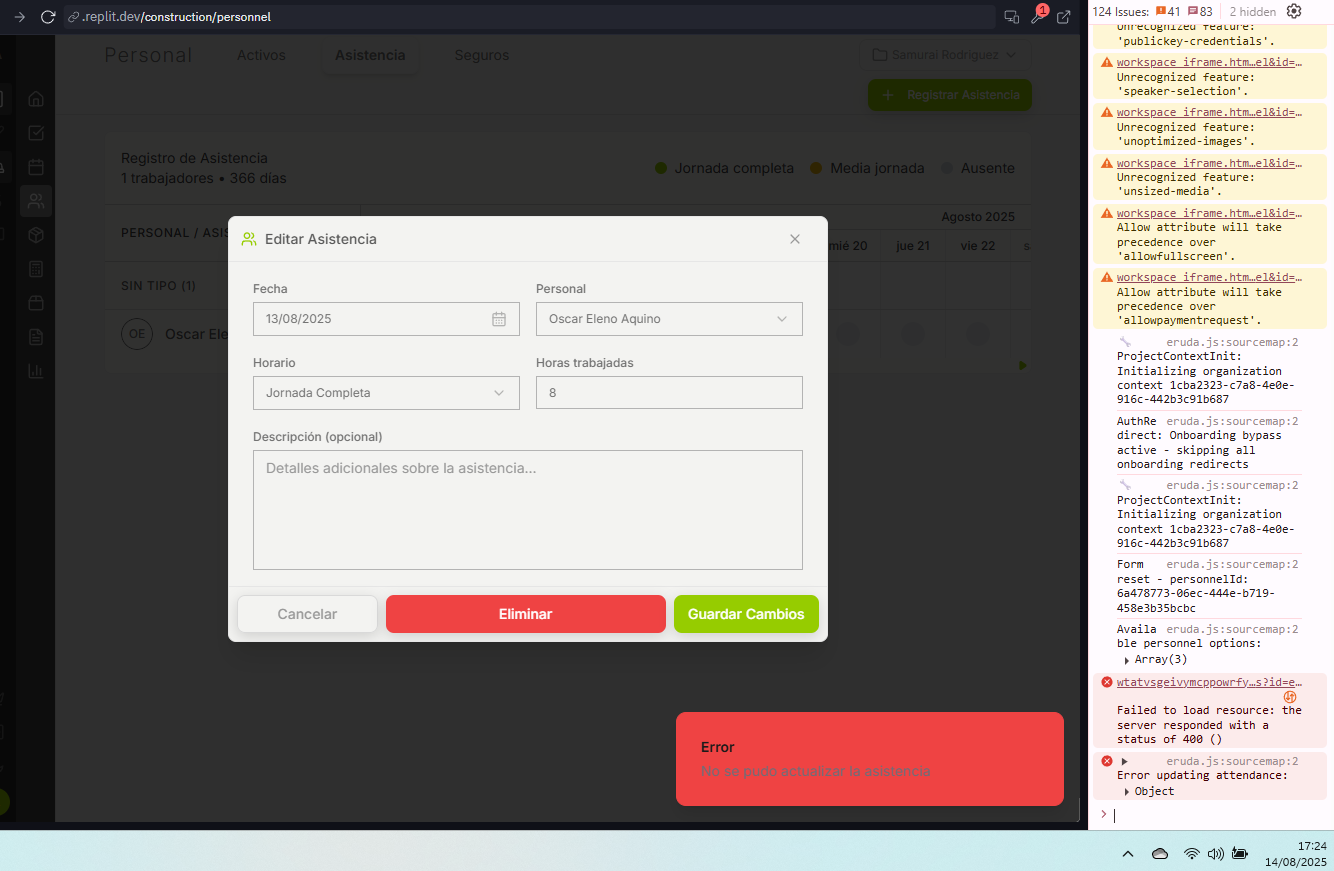 .replit.dev/construction/personnel
1
Personal
Activos
Asistencia
Seguros
Samurai Rodriguez
+ Registrar Asistencia
Registro de Asistencia
1 trabajadores • 366 días
Jornada completa
Media jornada
Ausente
Agosto 2025
PERSONAL / ASIS
mié 20
jue 21
vie 22
s
SIN TIPO (1)
OE
Oscar Ele
Editar Asistencia
Fecha
Personal
13/08/2025
Oscar Eleno Aquino
Horario
Horas trabajadas
Jornada Completa
8
Descripción (opcional)
Detalles adicionales sobre la asistencia...
Cancelar
Eliminar
Guardar Cambios
Error
No se pudo actualizar la asistencia
124 Issues: 41 83 2 hidden
Unrecognized feature:
'publickey-credentials'.
workspace_iframe.htm…el&id=…
Unrecognized feature:
'speaker-selection'.
workspace_iframe.htm…el&id=…
Unrecognized feature:
'unoptimized-images'.
workspace_iframe.htm…el&id=…
Unrecognized feature:
'unsized-media'.
workspace_iframe.htm…el&id=…
Allow attribute will take
precedence over
'allowfullscreen'.
workspace_iframe.htm…el&id=…
Allow attribute will take
precedence over
'allowpaymentrequest'.
eruda.js:sourcemap:2
ProjectContextInit:
Initializing organization
context 1cba2323-c7a8-4e0e-
916c-442b3c91b687
AuthRe eruda.js:sourcemap:2
direct: Onboarding bypass
active - skipping all
onboarding redirects
eruda.js:sourcemap:2
ProjectContextInit:
Initializing organization
context 1cba2323-c7a8-4e0e-
916c-442b3c91b687
Form eruda.js:sourcemap:2
reset - personnelId:
6a478773-06ec-444e-b719-
458e3b35bcbc
Availa eruda.js:sourcemap:2
ble personnel options:
Array(3)
wtatvsgeivymcppowrfy…s?id=e…
Failed to load resource: the
server responded with a
status of 400 ()
eruda.js:sourcemap:2
Error updating attendance:
Object
17:24
14/08/2025